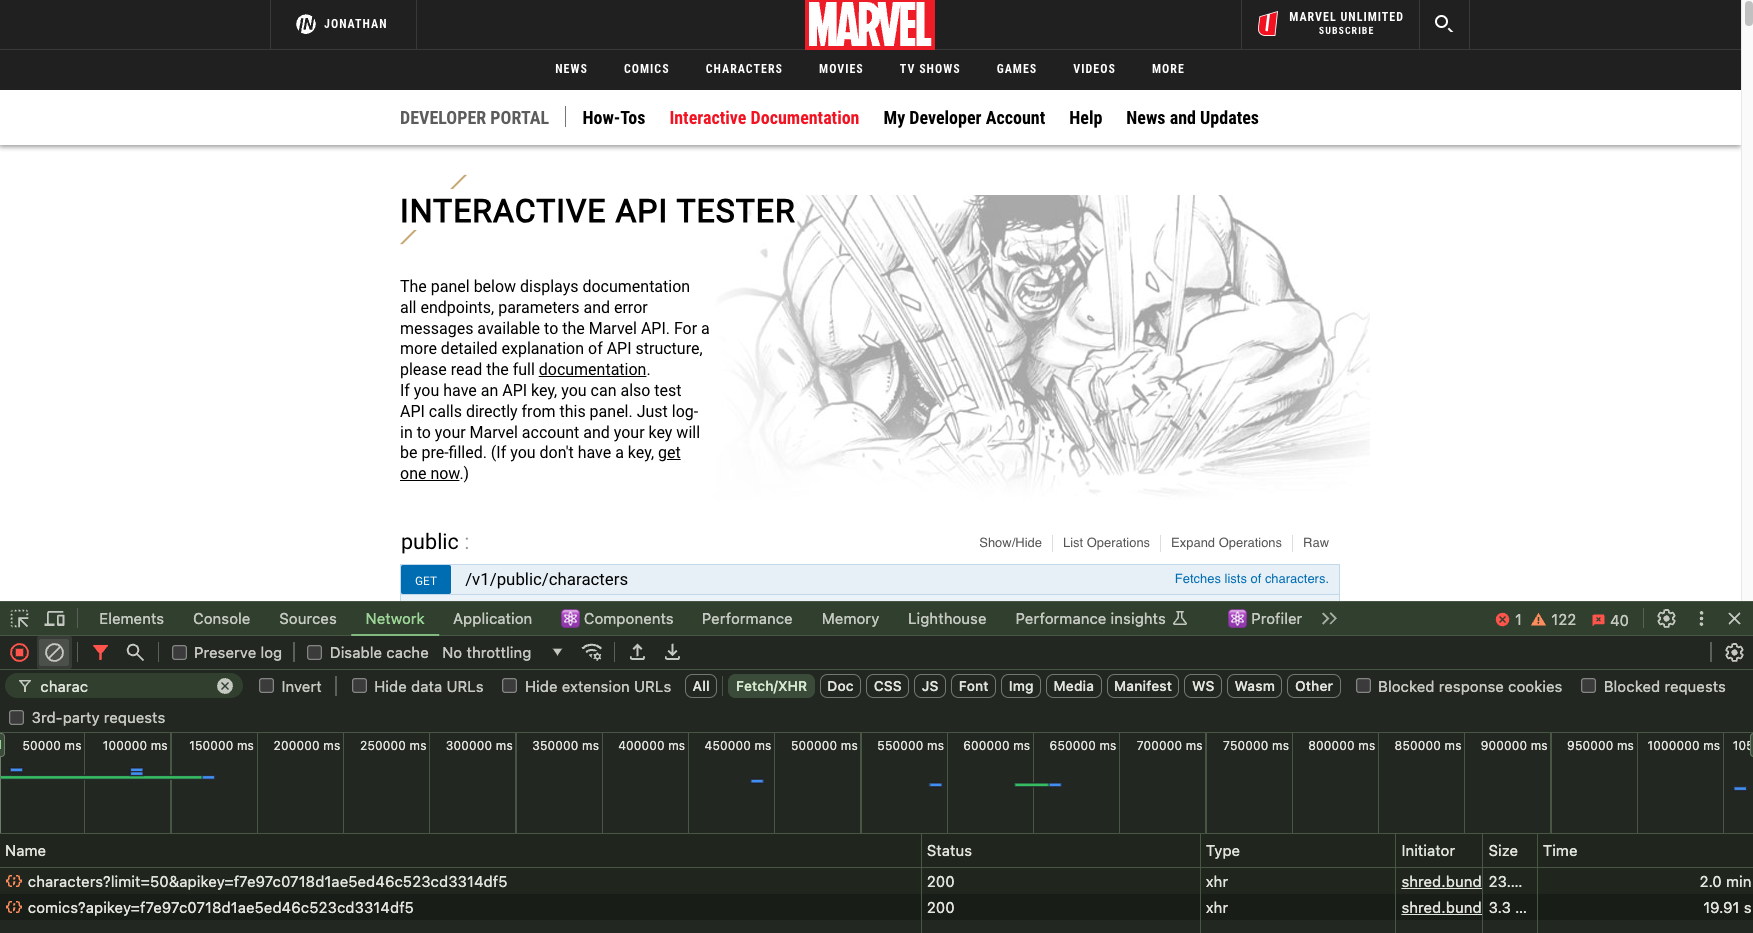 JONATHAN
MARVEL
MARVEL UNLIMITED
SUBSCRIBE
NEWS COMICS CHARACTERS MOVIES TV SHOWS GAMES VIDEOS MORE
DEVELOPER PORTAL How-Tos Interactive Documentation My Developer Account Help News and Updates
INTERACTIVE API TESTER
The panel below displays documentation
all endpoints, parameters and error
messages available to the Marvel API. For a
more detailed explanation of API structure,
please read the full documentation.
If you have an API key, you can also test
API calls directly from this panel. Just log-
in to your Marvel account and your key will
be pre-filled. (If you don't have a key, get
one now.)
public : Show/Hide List Operations Expand Operations Raw
GET /v1/public/characters Fetches lists of characters.
Elements Console Sources Network Application Components Performance Memory Lighthouse Performance insights Profiler 1 122 40
Preserve log Disable cache No throttling
charac Invert Hide data URLs Hide extension URLs All Fetch/XHR Doc CSS JS Font Img Media Manifest WS Wasm Other Blocked response cookies Blocked requests
3rd-party requests
50000 ms 100000 ms 150000 ms 200000 ms 250000 ms 300000 ms 350000 ms 400000 ms 450000 ms 500000 ms 550000 ms 600000 ms 650000 ms 700000 ms 750000 ms 800000 ms 850000 ms 900000 ms 950000 ms 1000000 ms 105
Name Status Type Initiator Size Time
characters?limit=50&apikey=f7e97c0718d1ae5ed46c523cd3314df5 200 xhr shred.bund 23.... 2.0 min
comics?apikey=f7e97c0718d1ae5ed46c523cd3314df5 200 xhr shred.bund 3.3 ... 19.91 s